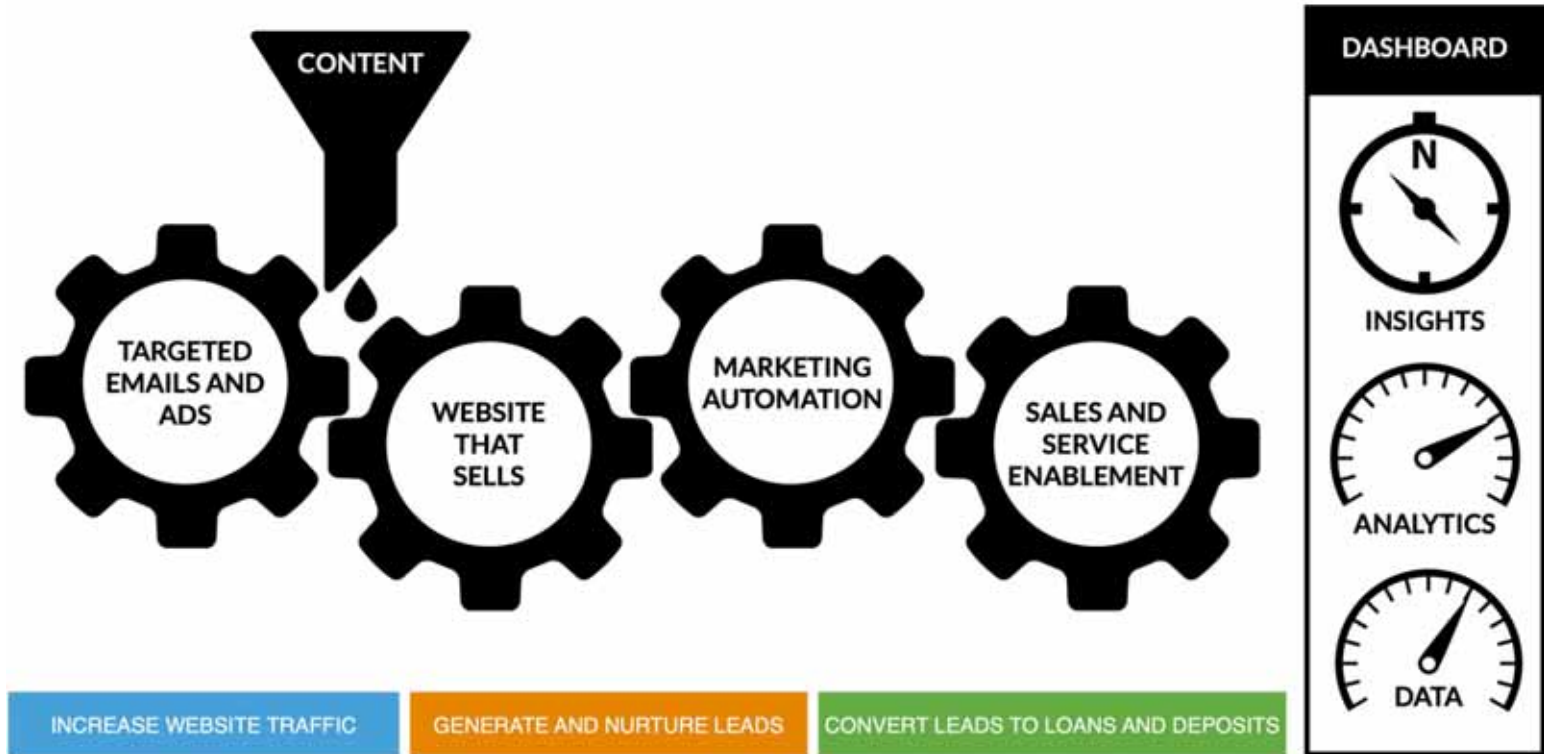 CONTENT
TARGETED
EMAILS AND
ADS
WEBSITE
THAT
SELLS
MARKETING
AUTOMATION
SALES AND
SERVICE
ENABLEMENT
INCREASE WEBSITE TRAFFIC
GENERATE AND NURTURE LEADS
CONVERT LEADS TO LOANS AND DEPOSITS
DASHBOARD
N
INSIGHTS
ANALYTICS
DATA